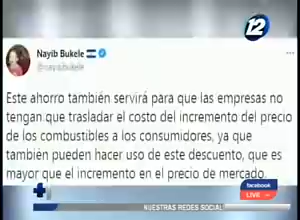 12
Nayib Bukele
@nayibbukele
Este ahorro también servirá para que las empresas no
tengan que trasladar el costo del incremento del precio
de los combustibles a los consumidores, ya que
también pueden hacer uso de este descuento, que es
mayor que el incremento en el precio de mercado.
facebook
LIVE
NUESTRAS REDES SOCIAL